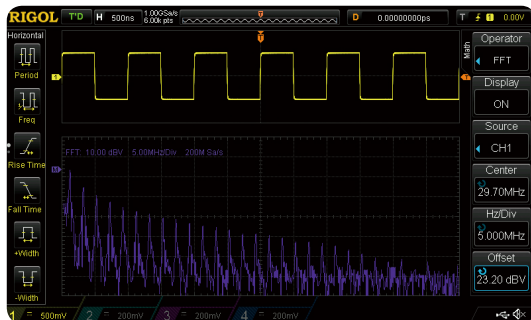 RIGOL T'D H 500ns 1.00GSa/s 6.00k pts D 0.00000000ps T 1 0.00V
Horizontal
Period
Freq
Rise Time
Fall Time
+Width
-Width
FFT: 10.00 dBV 5.00MHz/Div 200M Sa/s
Math
Operator
FFT
Display
ON
Source
CH1
Center
29.70MHz
Hz/Div
5.000MHz
Offset
23.20 dBV
1 = 500mV 2 = 200mV 3 = 200mV 4 = 200mV